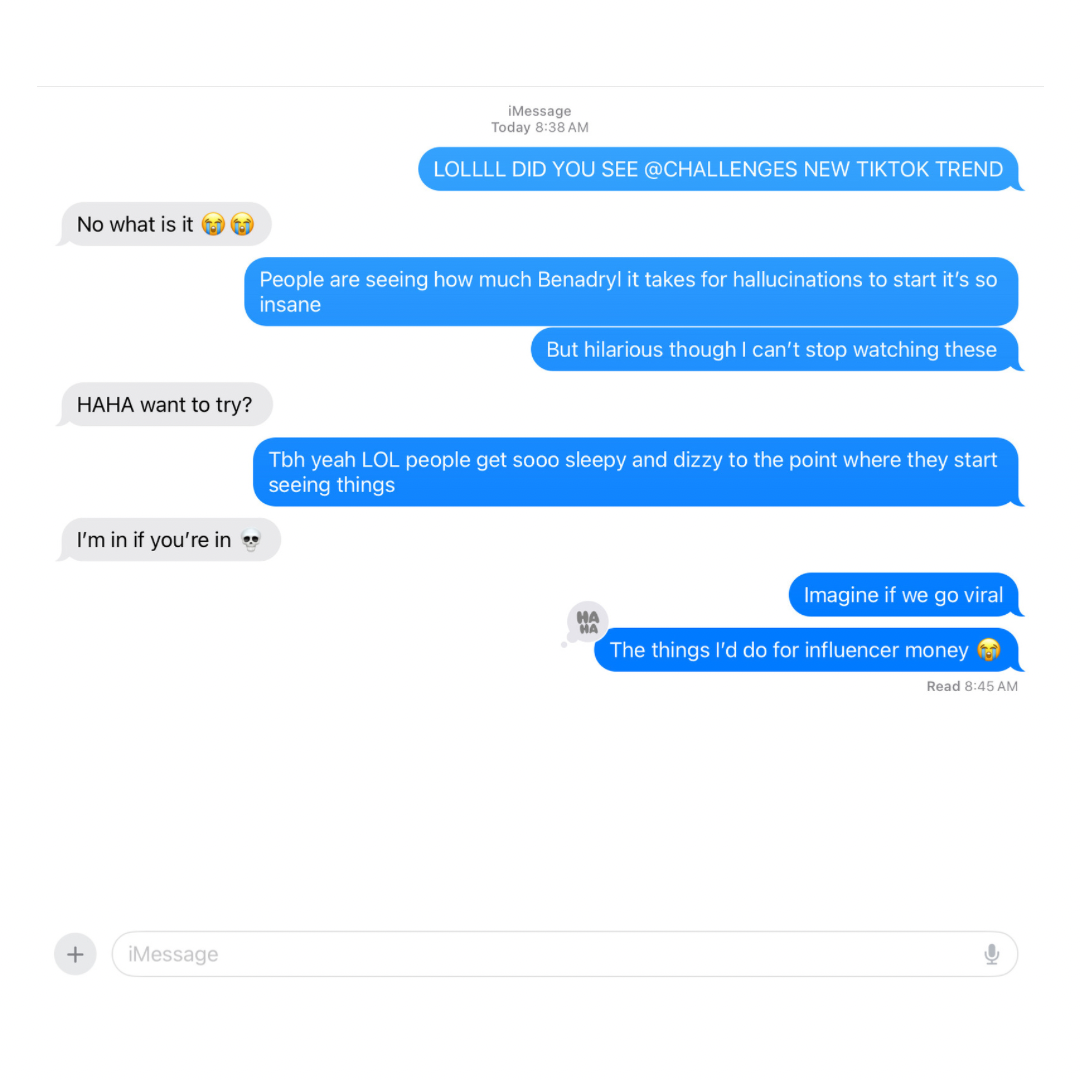 iMessage
Today 8:38 AM
LOLLLL DID YOU SEE @CHALLENGES NEW TIKTOK TREND
No what is it 😭😭
People are seeing how much Benadryl it takes for hallucinations to start it's so
insane
But hilarious though I can't stop watching these
HAHA want to try?
Tbh yeah LOL people get sooo sleepy and dizzy to the point where they start
seeing things
I'm in if you're in 💀
Imagine if we go viral
HA
HA
The things I'd do for influencer money 😭
Read 8:45 AM
iMessage